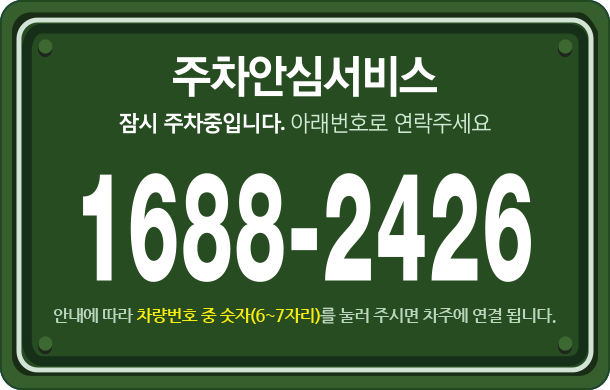 주차안심서비스
잠시 주차중입니다. 아래번호로 연락주세요
1688-2426
안내에 따라 차량번호 중 숫자(6~7자리)를 눌러 주시면 차주에 연결 됩니다.